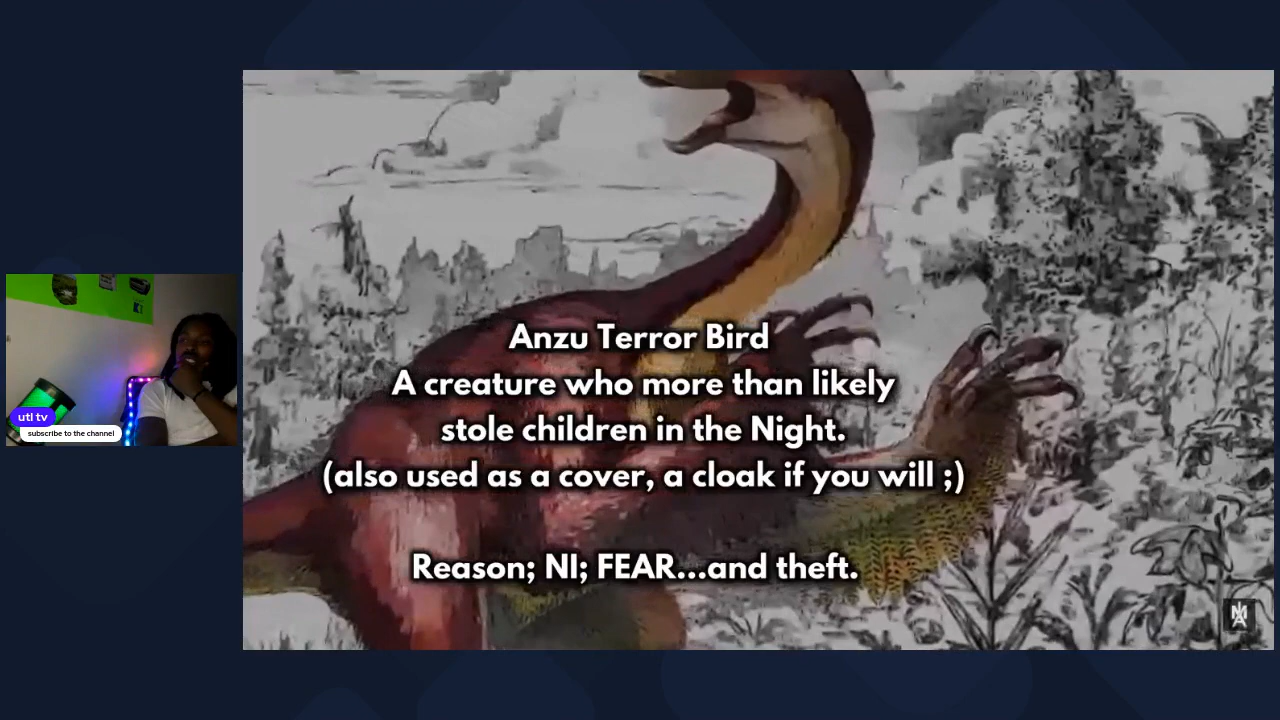 Anzu Terror Bird
A creature who more than likely
stole children in the Night.
(also used as a cover, a cloak if you will ;)
Reason; NI; FEAR...and theft.
utl tv
subscribe to the channel